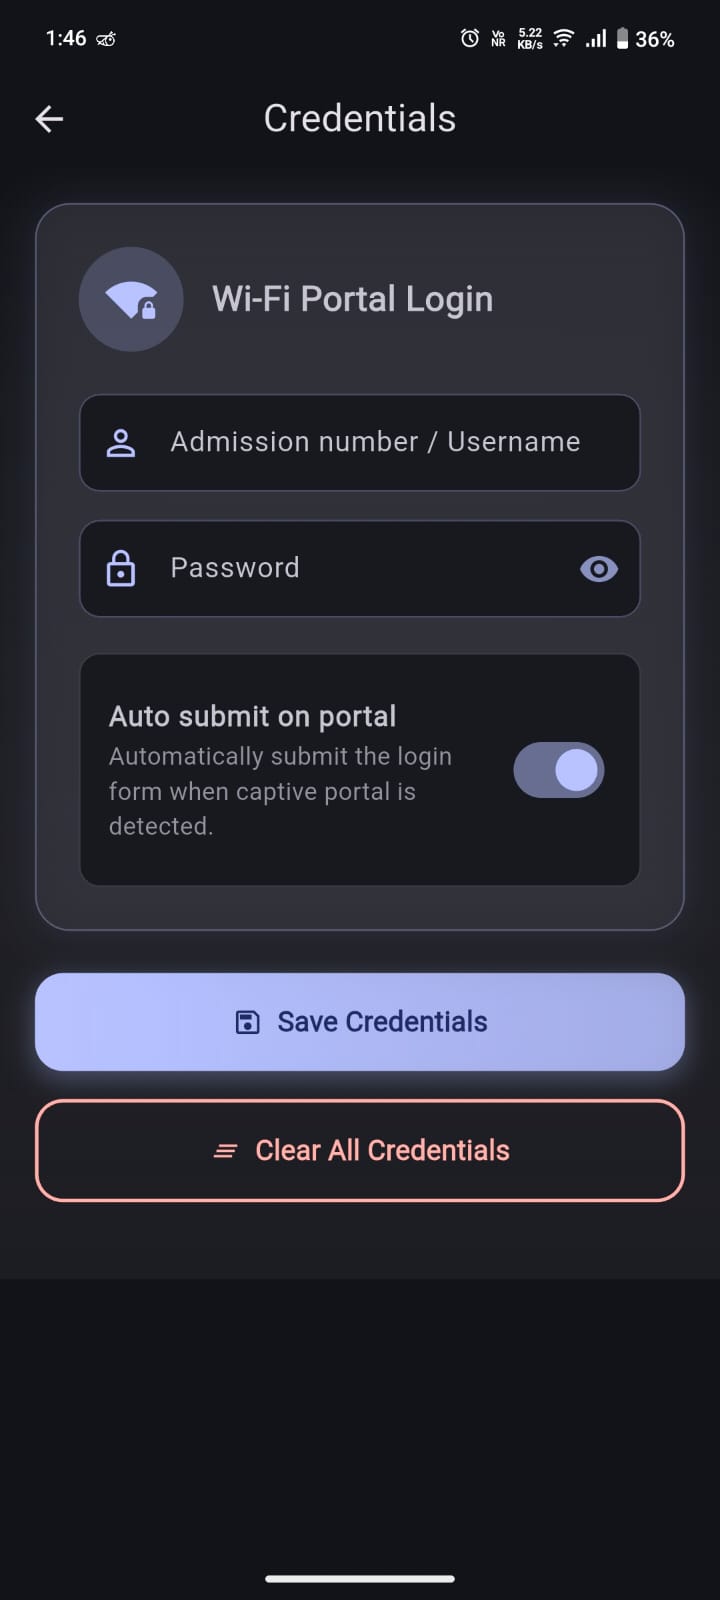 1:46 Vo NR 5.22 KB/s 36%
Credentials
Wi-Fi Portal Login
Admission number / Username
Password
Auto submit on portal
Automatically submit the login
form when captive portal is
detected.
Save Credentials
Clear All Credentials